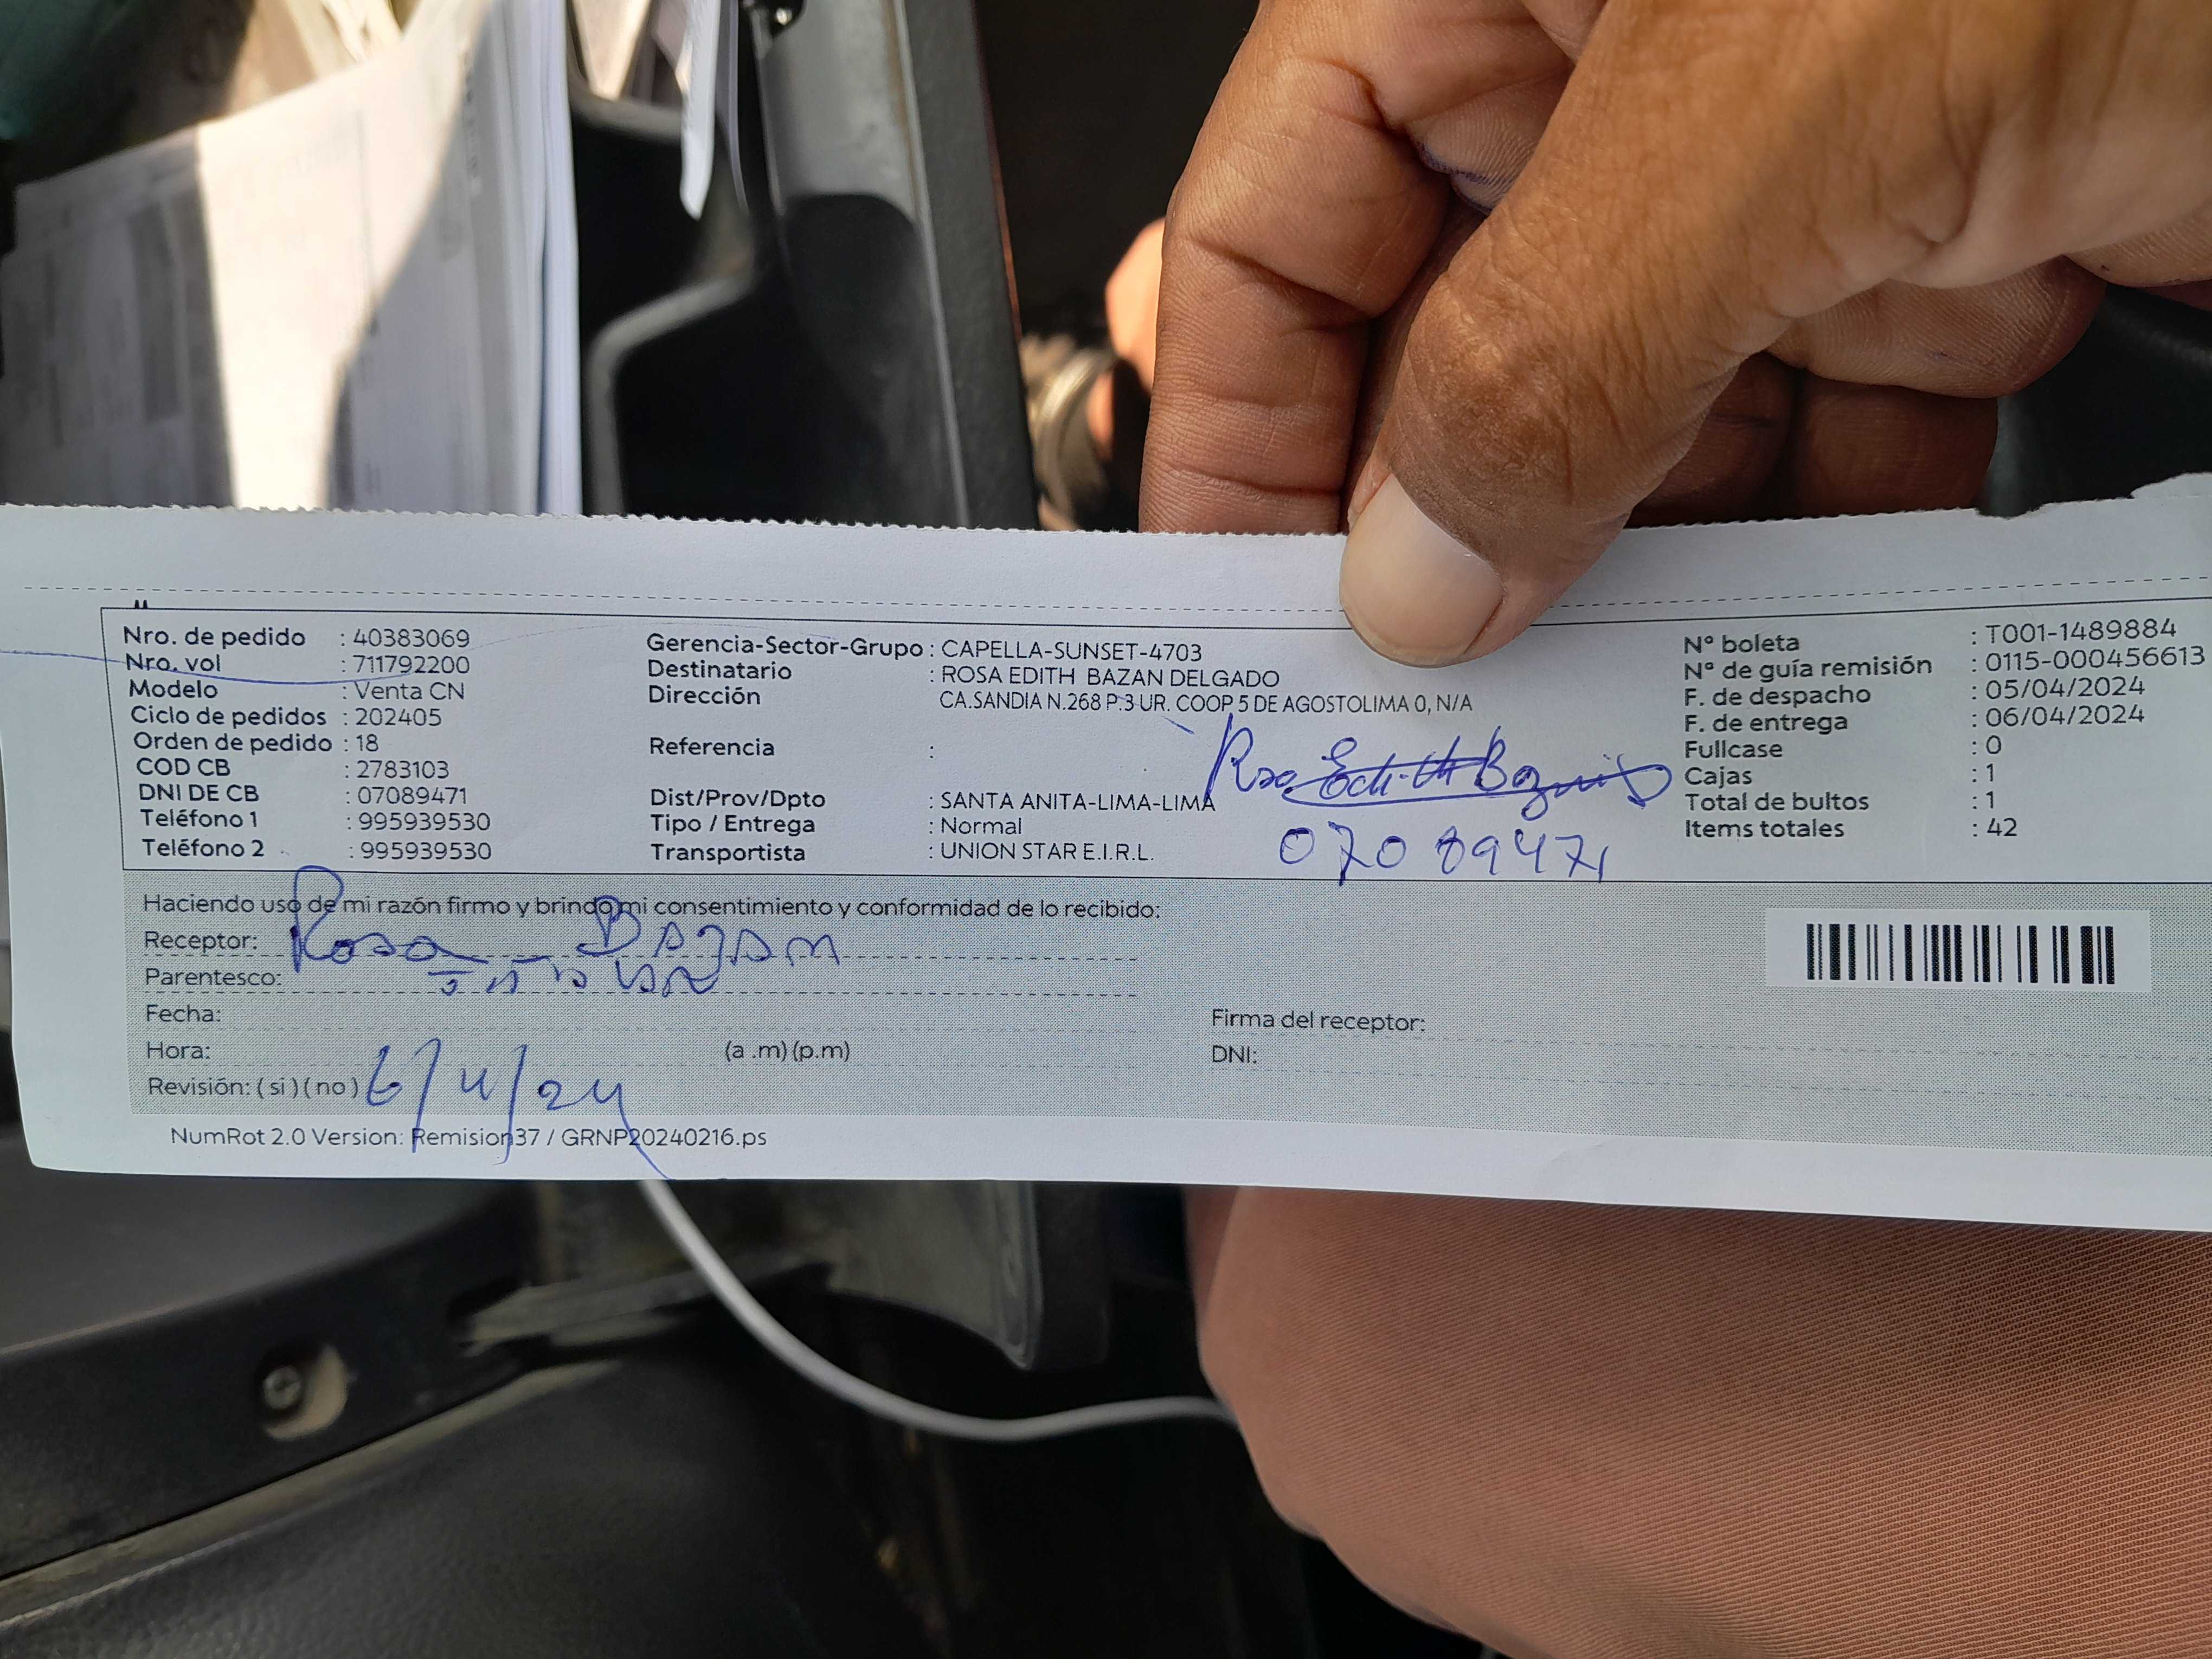 Nro. de pedido : 40383069
Nro. vol : 711792200
Modelo : Venta CN
Ciclo de pedidos : 202405
Orden de pedido : 18
COD CB : 2783103
DNI DE CB : 07089471
Teléfono 1 : 995939530
Teléfono 2 : 995939530
Gerencia-Sector-Grupo : CAPELLA-SUNSET-4703
Destinatario : ROSA EDITH BAZAN DELGADO
Dirección CA.SANDIA N.268 P.3 UR. COOP 5 DE AGOSTOLIMA 0, N/A
Referencia :
Dist/Prov/Dpto : SANTA ANITA-LIMA-LIMA
Tipo / Entrega : Normal
Transportista : UNION STAR E.I.R.L.
Rosa Edith Bazan
07089471
Nº boleta : T001-1489884
Nº de guía remisión : 0115-000456613
F. de despacho : 05/04/2024
F. de entrega : 06/04/2024
Fullcase : 0
Cajas : 1
Total de bultos : 1
Items totales : 42
Haciendo uso de mi razón firmo y brindo mi consentimiento y conformidad de lo recibido:
Receptor: Rosa Bazan
Parentesco:
Fecha:
Hora: (a .m) (p.m)
Revisión: ( si ) ( no ) 6/4/24
Firma del receptor:
DNI:
NumRot 2.0 Version: Remision37 / GRNP20240216.ps